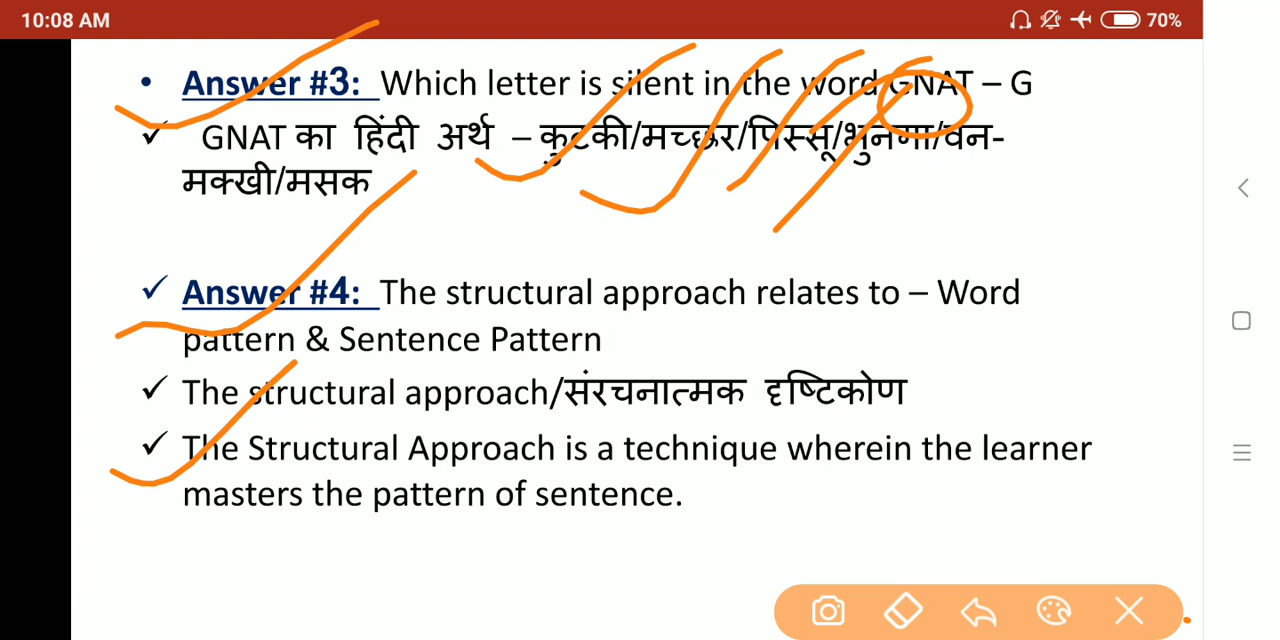 10:08 AM
70%
• Answer #3: Which letter is silent in the word GNAT – G
✓ GNAT का हिंदी अर्थ – कुटकी/मच्छर/पिस्सू/भुनगा/वन-
मक्खी/मसक
✓ Answer #4: The structural approach relates to – Word
pattern & Sentence Pattern
✓ The structural approach/संरचनात्मक दृष्टिकोण
✓ The Structural Approach is a technique wherein the learner
masters the pattern of sentence.